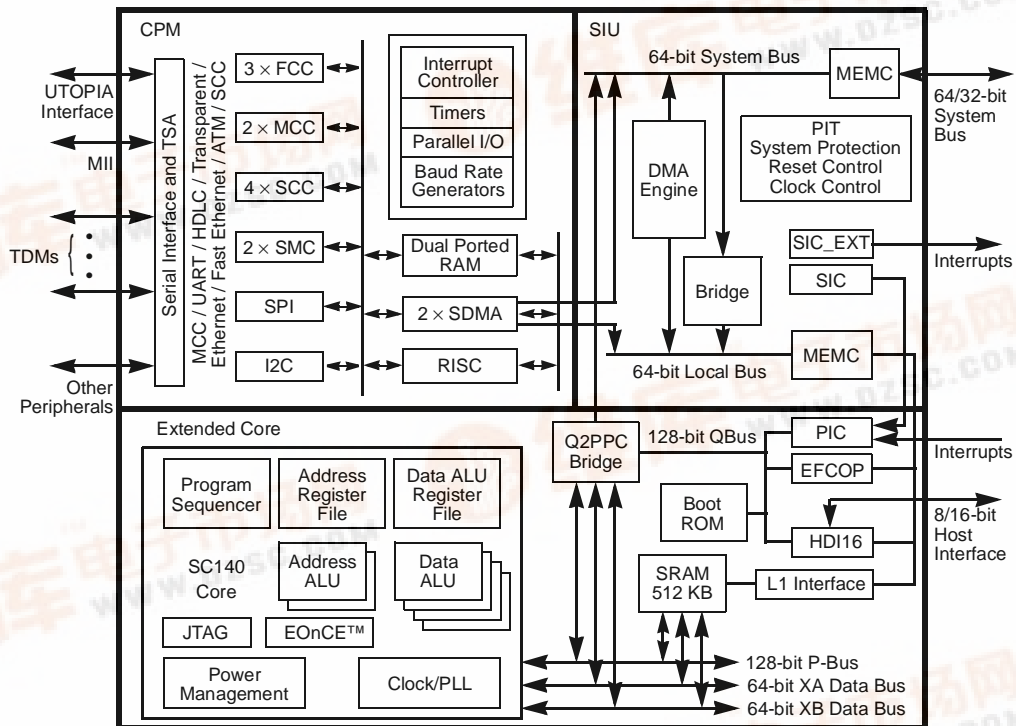 CPM
3 × FCC
2 × MCC
4 × SCC
2 × SMC
SPI
I2C
Interrupt
Controller
Timers
Parallel I/O
Baud Rate
Generators
Dual Ported
RAM
2 × SDMA
RISC
Serial Interface and TSA
MCC / UART / HDLC / Transparent /
Ethernet / Fast Ethernet / ATM / SCC
UTOPIA
Interface
MII
TDMs
Other
Peripherals
SIU
64-bit System Bus
MEMC
64/32-bit
System
Bus
PIT
System Protection
Reset Control
Clock Control
DMA
Engine
Bridge
SIC_EXT
Interrupts
SIC
MEMC
64-bit Local Bus
Extended Core
Program
Sequencer
Address
Register
File
Data ALU
Register
File
SC140
Core
Address
ALU
Data
ALU
JTAG
EOnCE™
Power
Management
Clock/PLL
Q2PPC
Bridge
128-bit QBus
PIC
Interrupts
EFCOP
Boot
ROM
HDI16
8/16-bit
Host
Interface
SRAM
512 KB
L1 Interface
128-bit P-Bus
64-bit XA Data Bus
64-bit XB Data Bus